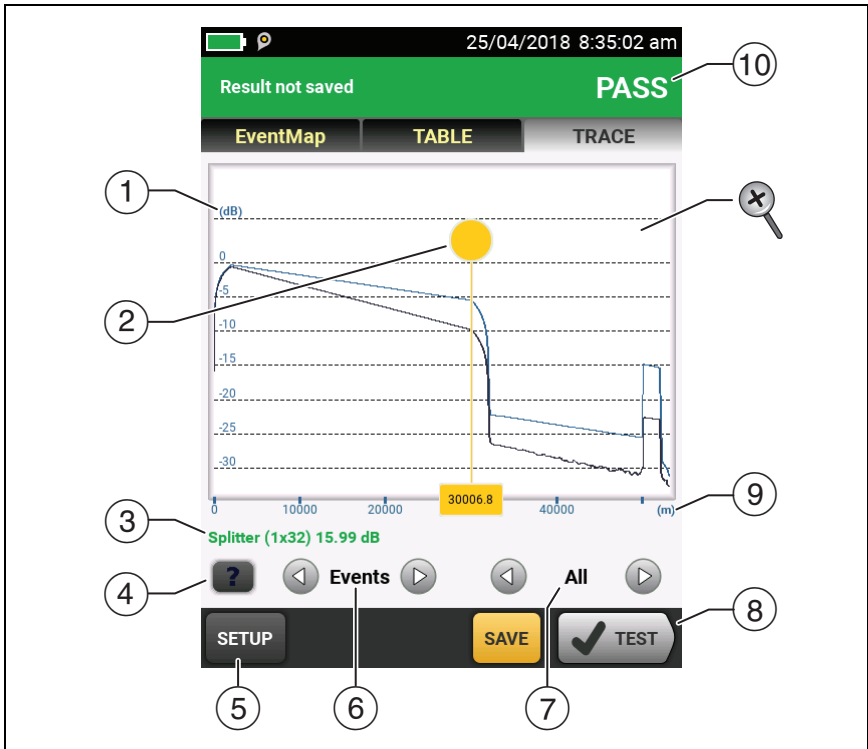 25/04/2018 8:35:02 am
Result not saved PASS
10
EventMap TABLE TRACE
1
(dB)
2
0
-5
-10
-15
-20
-25
-30
30006.8
0 10000 20000 40000 (m)
9
3
Splitter (1x32) 15.99 dB
4
? Events All
8
SETUP SAVE TEST
5 6 7